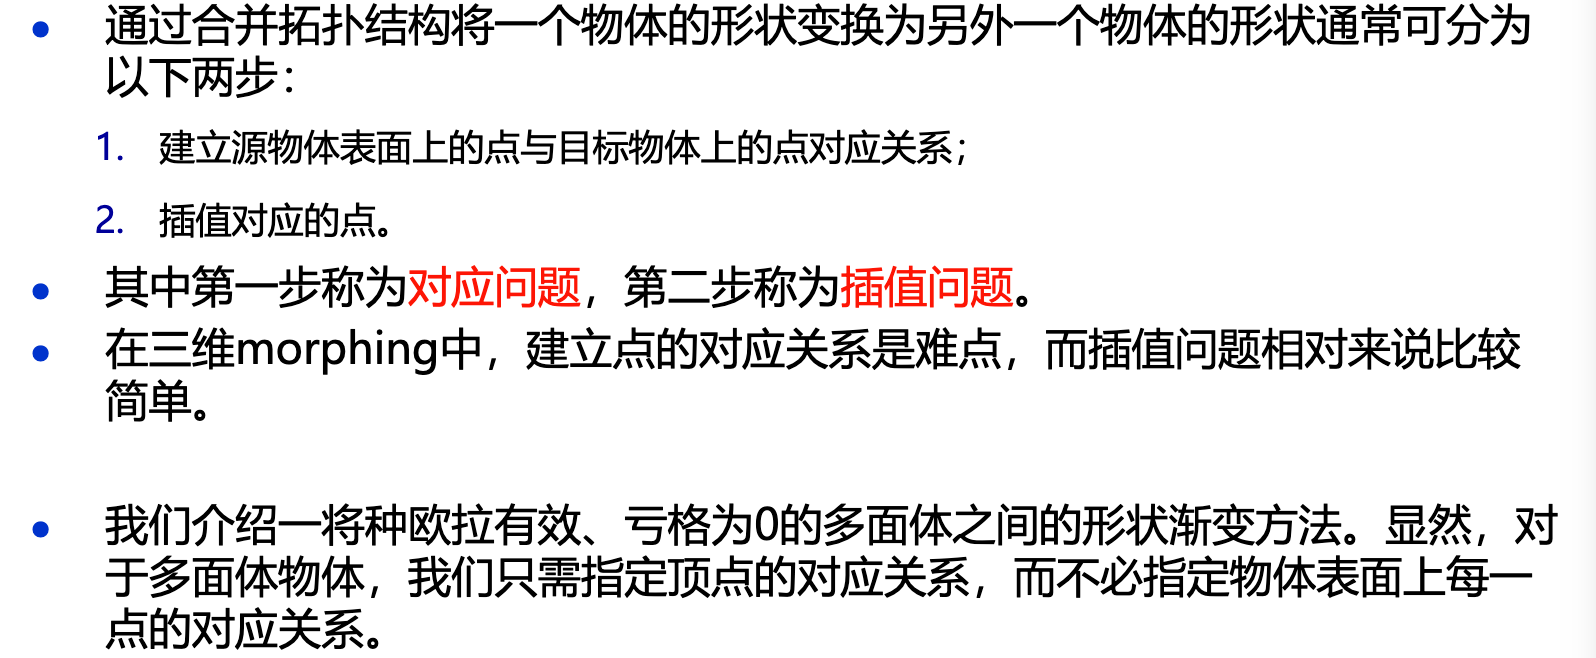 • 通过合并拓扑结构将一个物体的形状变换为另外一个物体的形状通常可分为
以下两步：
1. 建立源物体表面上的点与目标物体上的点对应关系；
2. 插值对应的点。
• 其中第一步称为对应问题，第二步称为插值问题。
• 在三维morphing中，建立点的对应关系是难点，而插值问题相对来说比较
简单。
• 我们介绍一将种欧拉有效、亏格为0的多面体之间的形状渐变方法。显然，对
于多面体物体，我们只需指定顶点的对应关系，而不必指定物体表面上每一
点的对应关系。